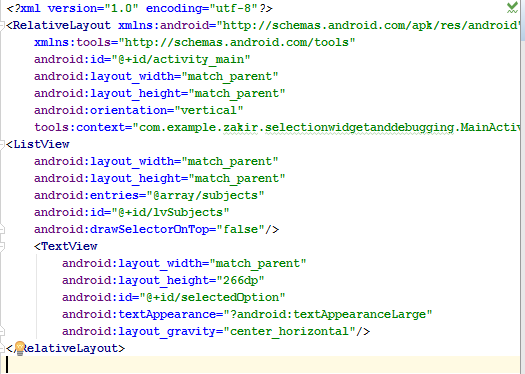 <?xml version="1.0" encoding="utf-8"?>
<RelativeLayout xmlns:android="http://schemas.android.com/apk/res/android"
    xmlns:tools="http://schemas.android.com/tools"
    android:id="@+id/activity_main"
    android:layout_width="match_parent"
    android:layout_height="match_parent"
    android:orientation="vertical"
    tools:context="com.example.zakir.selectionwidgetanddebugging.MainActiv
<ListView
    android:layout_width="match_parent"
    android:layout_height="match_parent"
    android:entries="@array/subjects"
    android:id="@+id/lvSubjects"
    android:drawSelectorOnTop="false"/>
    <TextView
        android:layout_width="match_parent"
        android:layout_height="266dp"
        android:id="@+id/selectedOption"
        android:textAppearance="?android:textAppearanceLarge"
        android:layout_gravity="center_horizontal"/>
</RelativeLayout>